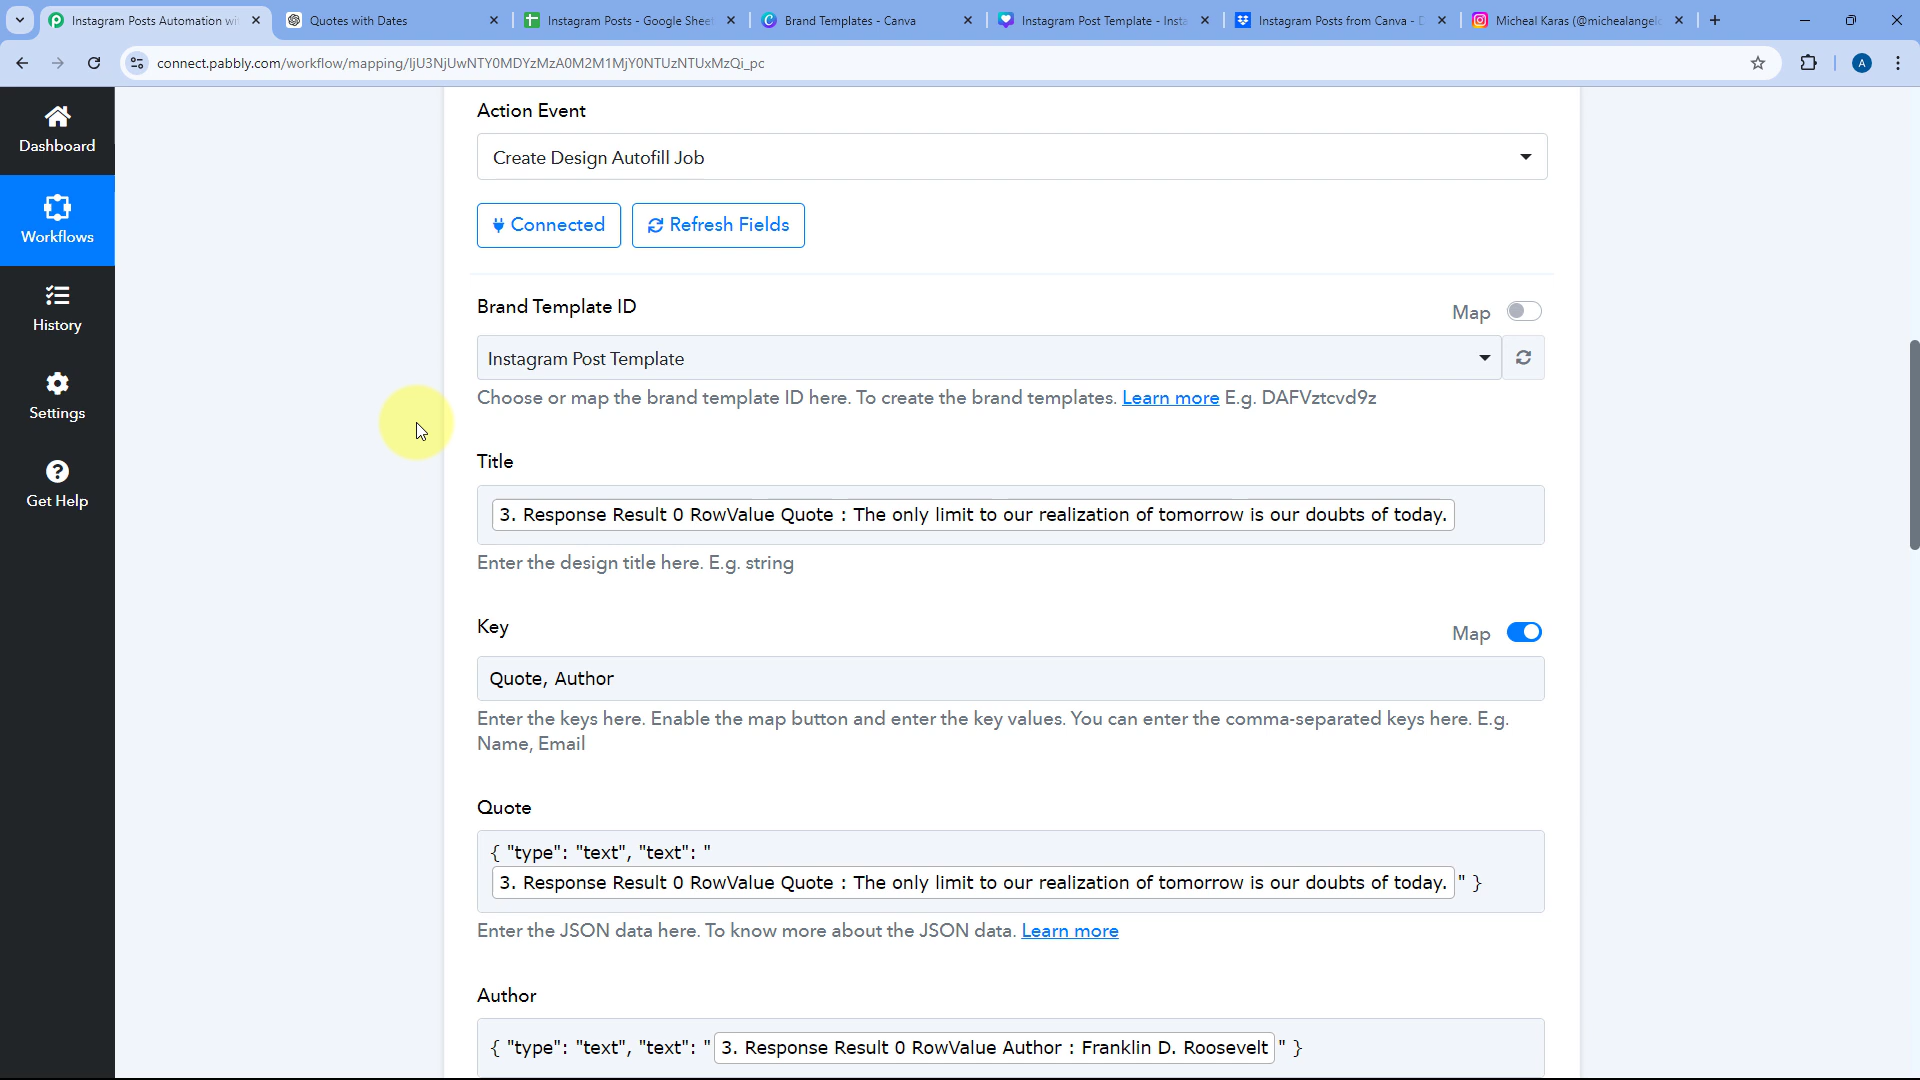 Instagram Posts Automation wi
Quotes with Dates
Instagram Posts - Google Sheet
Brand Templates - Canva
Instagram Post Template - Insta
Instagram Posts from Canva - D
Micheal Karas (@michealangelo
connect.pabbly.com/workflow/mapping/IjU3NjUwNTY0MDYzMzA0M2M1MjY0NTUzNTUxMzQi_pc
A
Dashboard
Workflows
History
Settings
Get Help
Action Event
Create Design Autofill Job
Connected
Refresh Fields
Brand Template ID
Map
Instagram Post Template
Choose or map the brand template ID here. To create the brand templates. Learn more E.g. DAFVztcvd9z
Title
3. Response Result 0 RowValue Quote : The only limit to our realization of tomorrow is our doubts of today.
Enter the design title here. E.g. string
Key
Map
Quote, Author
Enter the keys here. Enable the map button and enter the key values. You can enter the comma-separated keys here. E.g.
Name, Email
Quote
{ "type": "text", "text": "
3. Response Result 0 RowValue Quote : The only limit to our realization of tomorrow is our doubts of today. " }
Enter the JSON data here. To know more about the JSON data. Learn more
Author
{ "type": "text", "text": " 3. Response Result 0 RowValue Author : Franklin D. Roosevelt " }